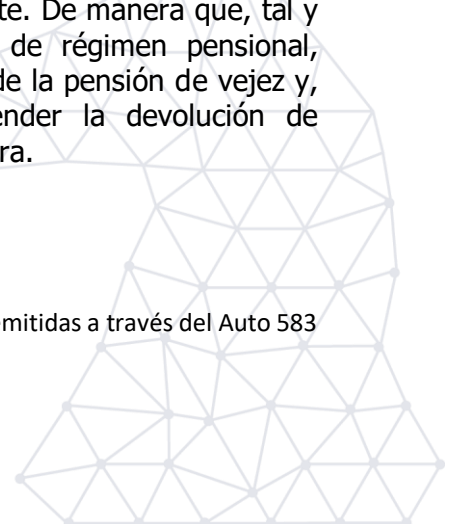 te. De manera que, tal y
de régimen pensional,
de la pensión de vejez y,
ender la devolución de
ra.
mitidas a través del Auto 583